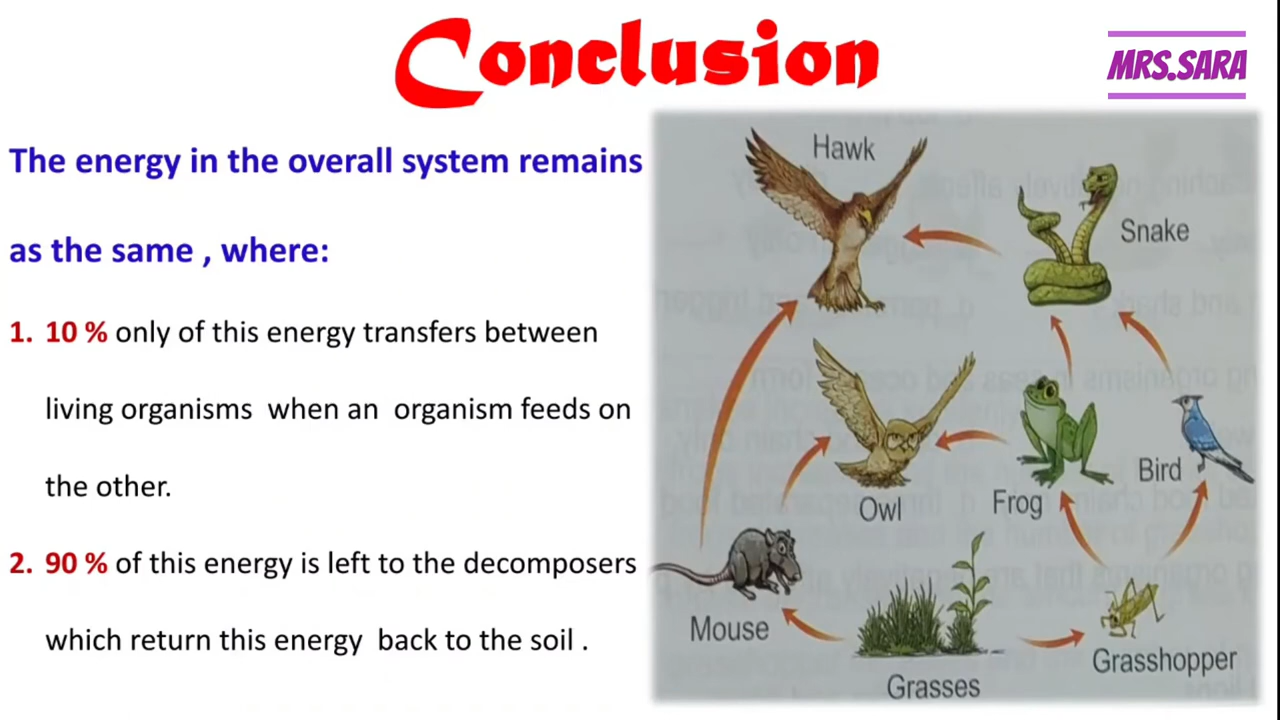 Conclusion
MRS.SARA
The energy in the overall system remains
as the same , where:
1. 10 % only of this energy transfers between
living organisms when an organism feeds on
the other.
2. 90 % of this energy is left to the decomposers
which return this energy back to the soil .
Hawk
Snake
Owl
Frog
Bird
Mouse
Grasses
Grasshopper